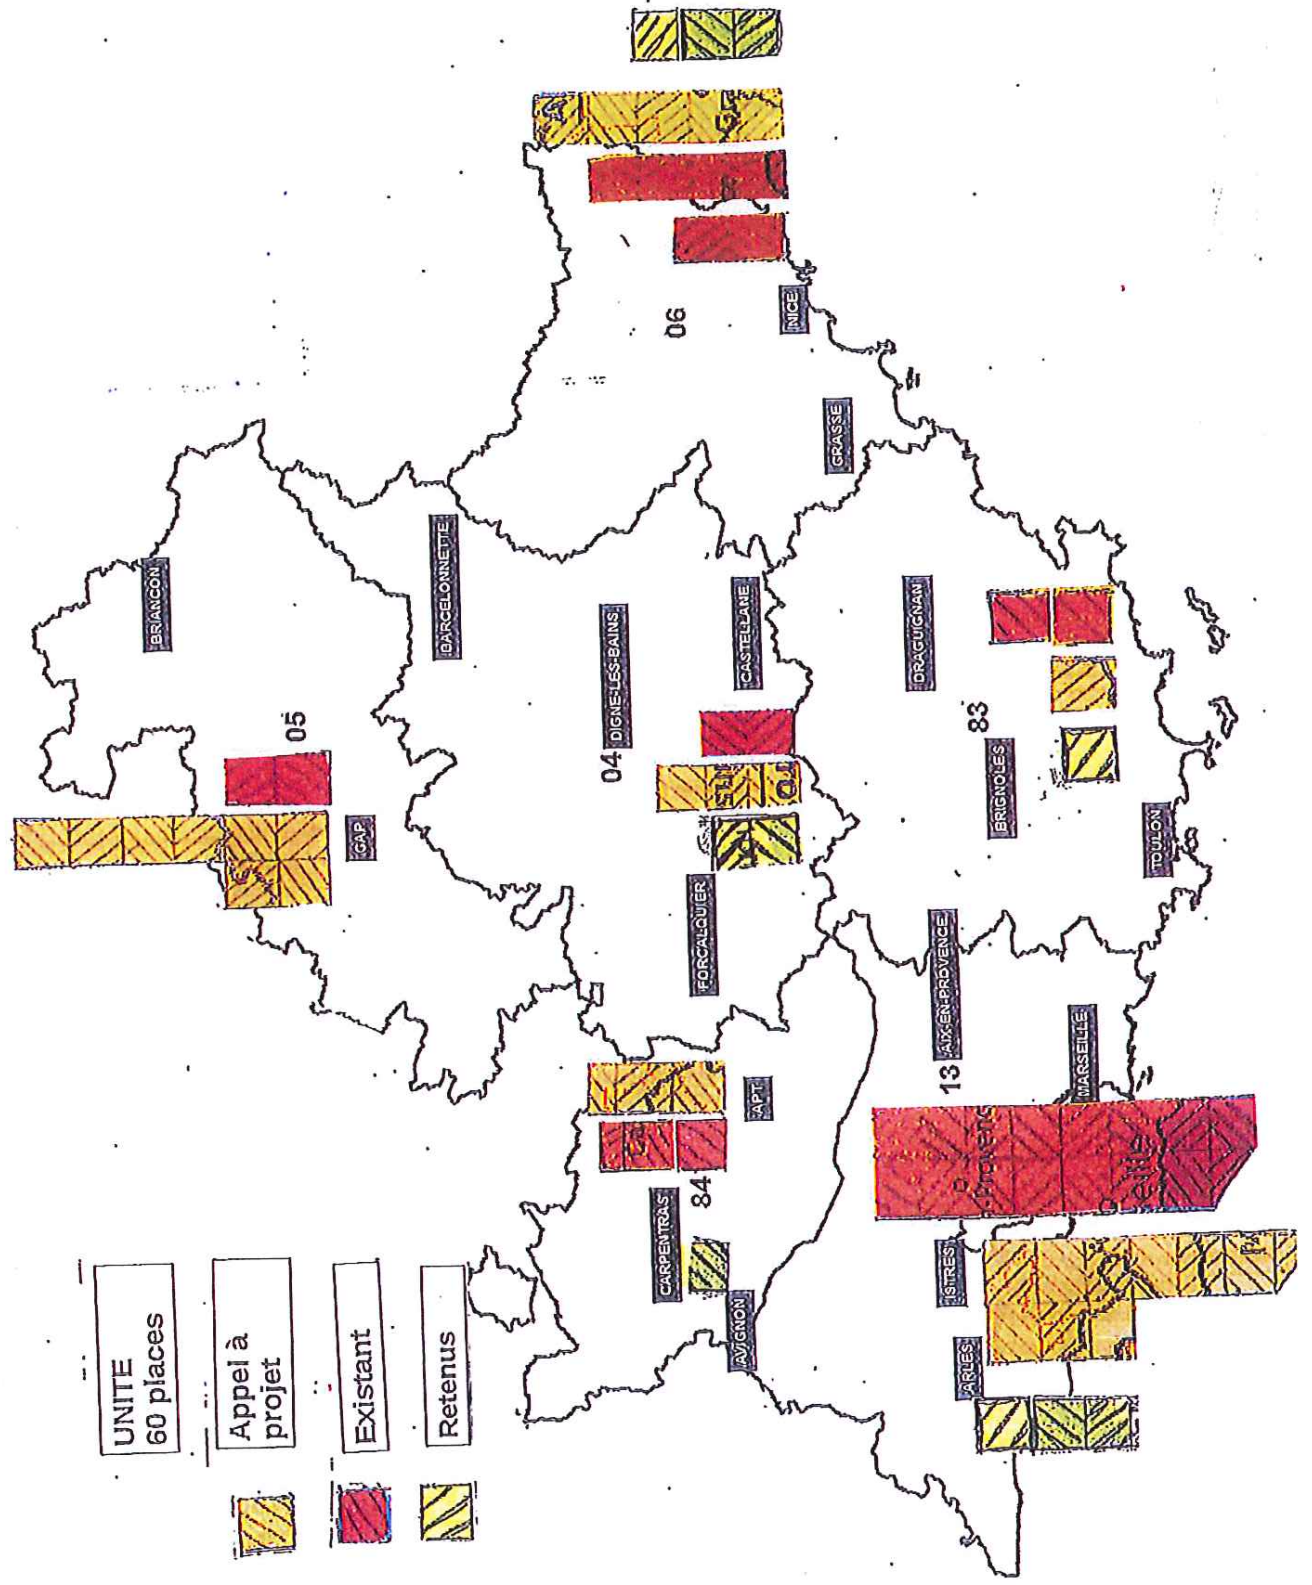 UNITE
60 places
Appel à
projet
Existant
Retenus
BRIANCON
05
GAP
BARCELONNETTE
04
DIGNE-LES-BAINS
CASTELLANE
FORCALQUIER
06
NICE
GRASSE
DRAGUIGNAN
83
BRIGNOLES
TOULON
APT
CARPENTRAS
84
AVIGNON
13
AIX-EN-PROVENCE
MARSEILLE
ISTRES
ARLES